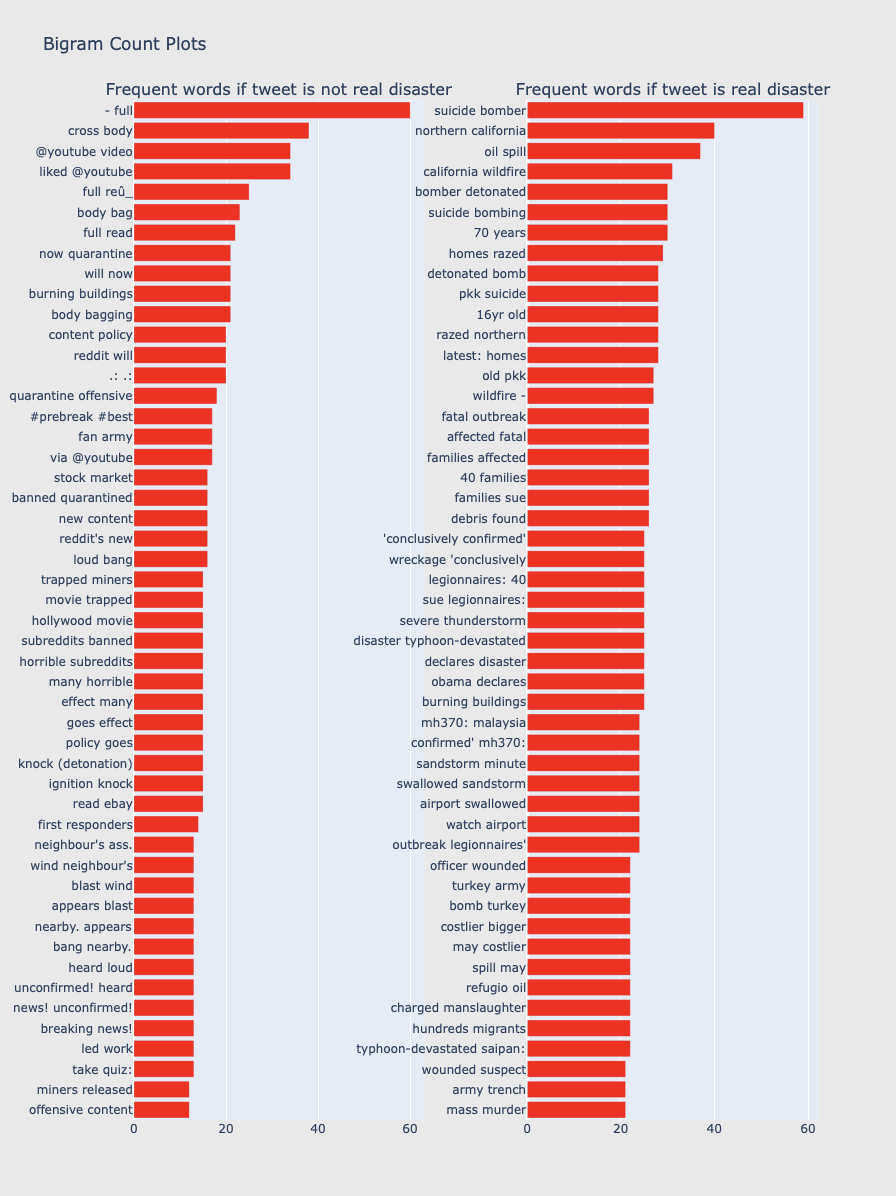 Bigram Count Plots
Frequent words if tweet is not real disaster
- full
cross body
@youtube video
liked @youtube
full reû_
body bag
full read
now quarantine
will now
burning buildings
body bagging
content policy
reddit will
.: .:
quarantine offensive
#prebreak #best
fan army
via @youtube
stock market
banned quarantined
new content
reddit's new
loud bang
trapped miners
movie trapped
hollywood movie
subreddits banned
horrible subreddits
many horrible
effect many
goes effect
policy goes
knock (detonation)
ignition knock
read ebay
first responders
neighbour's ass.
wind neighbour's
blast wind
appears blast
nearby. appears
bang nearby.
heard loud
unconfirmed! heard
news! unconfirmed!
breaking news!
led work
take quiz:
miners released
offensive content
0 20 40 60
Frequent words if tweet is real disaster
suicide bomber
northern california
oil spill
california wildfire
bomber detonated
suicide bombing
70 years
homes razed
detonated bomb
pkk suicide
16yr old
razed northern
latest: homes
old pkk
wildfire -
fatal outbreak
affected fatal
families affected
40 families
families sue
debris found
'conclusively confirmed'
wreckage 'conclusively
legionnaires: 40
sue legionnaires:
severe thunderstorm
disaster typhoon-devastated
declares disaster
obama declares
burning buildings
mh370: malaysia
confirmed' mh370:
sandstorm minute
swallowed sandstorm
airport swallowed
watch airport
outbreak legionnaires'
officer wounded
turkey army
bomb turkey
costlier bigger
may costlier
spill may
refugio oil
charged manslaughter
hundreds migrants
typhoon-devastated saipan:
wounded suspect
army trench
mass murder
0 20 40 60